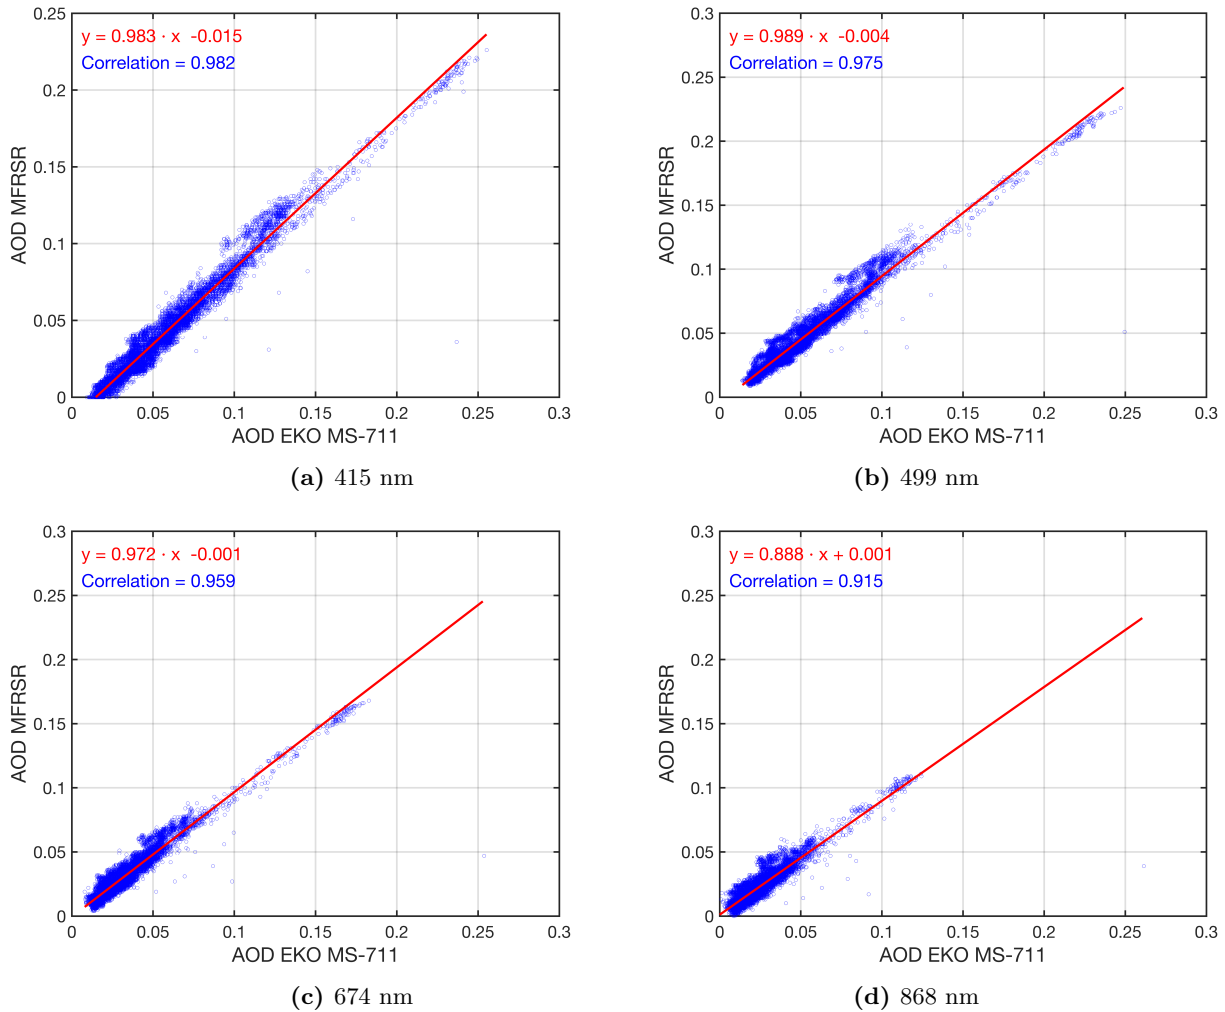 0.25
0.2
0.15
0.1
0.05
0
y = 0.983 · x -0.015
Correlation = 0.982
AOD MFRSR
0 0.05 0.1 0.15 0.2 0.25 0.3
AOD EKO MS-711
(a) 415 nm
0.3
0.25
0.2
0.15
0.1
0.05
0
y = 0.989 · x -0.004
Correlation = 0.975
AOD MFRSR
0 0.05 0.1 0.15 0.2 0.25 0.3
AOD EKO MS-711
(b) 499 nm
0.3
0.25
0.2
0.15
0.1
0.05
0
y = 0.972 · x -0.001
Correlation = 0.959
AOD MFRSR
0 0.05 0.1 0.15 0.2 0.25 0.3
AOD EKO MS-711
(c) 674 nm
0.3
0.25
0.2
0.15
0.1
0.05
0
y = 0.888 · x + 0.001
Correlation = 0.915
AOD MFRSR
0 0.05 0.1 0.15 0.2 0.25 0.3
AOD EKO MS-711
(d) 868 nm